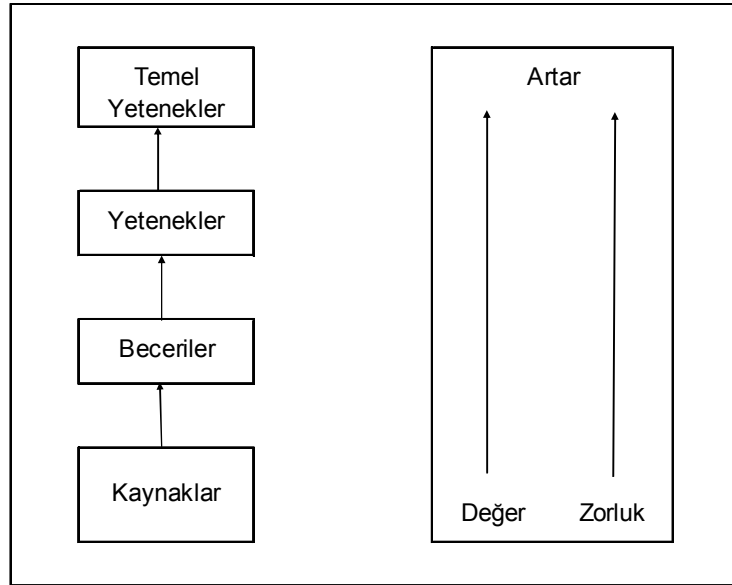 Temel
Yetenekler
Yetenekler
Beceriler
Kaynaklar
Artar
Değer Zorluk